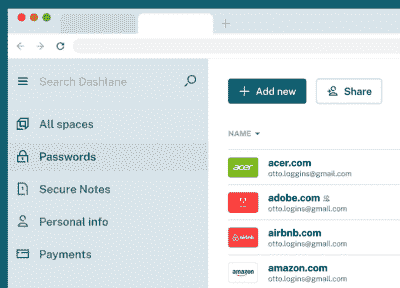 Search Dashlane
All spaces
Passwords
Secure Notes
Personal info
Payments
+ Add new
Share
NAME
acer
acer.com
otto.loggins@gmail.com
adobe.com
otto.loggins@gmail.com
airbnb
airbnb.com
otto.loggins@gmail.com
amazon
amazon.com
otto.loggins@gmail.com